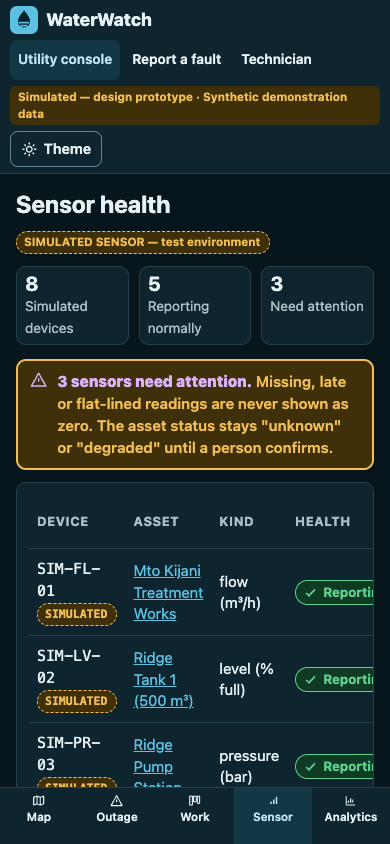 WaterWatch
Utility console
Report a fault
Technician
Simulated — design prototype · Synthetic demonstration
data
Theme
Sensor health
SIMULATED SENSOR — test environment
8
Simulated
devices
5
Reporting
normally
3
Need attention
3 sensors need attention. Missing, late
or flat-lined readings are never shown as
zero. The asset status stays "unknown"
or "degraded" until a person confirms.
DEVICE ASSET KIND HEALTH
SIM-FL-
01
SIMULATED
Mto Kijani
Treatment
Works
flow
(m³/h)
SIM-LV-
02
SIMULATED
Ridge
Tank 1
(500 m³)
level (%
full)
SIM-PR-
03
SIMULATED
Ridge
Pump
Station
pressure
(bar)
Map
Outage
Work
Sensor
Analytics